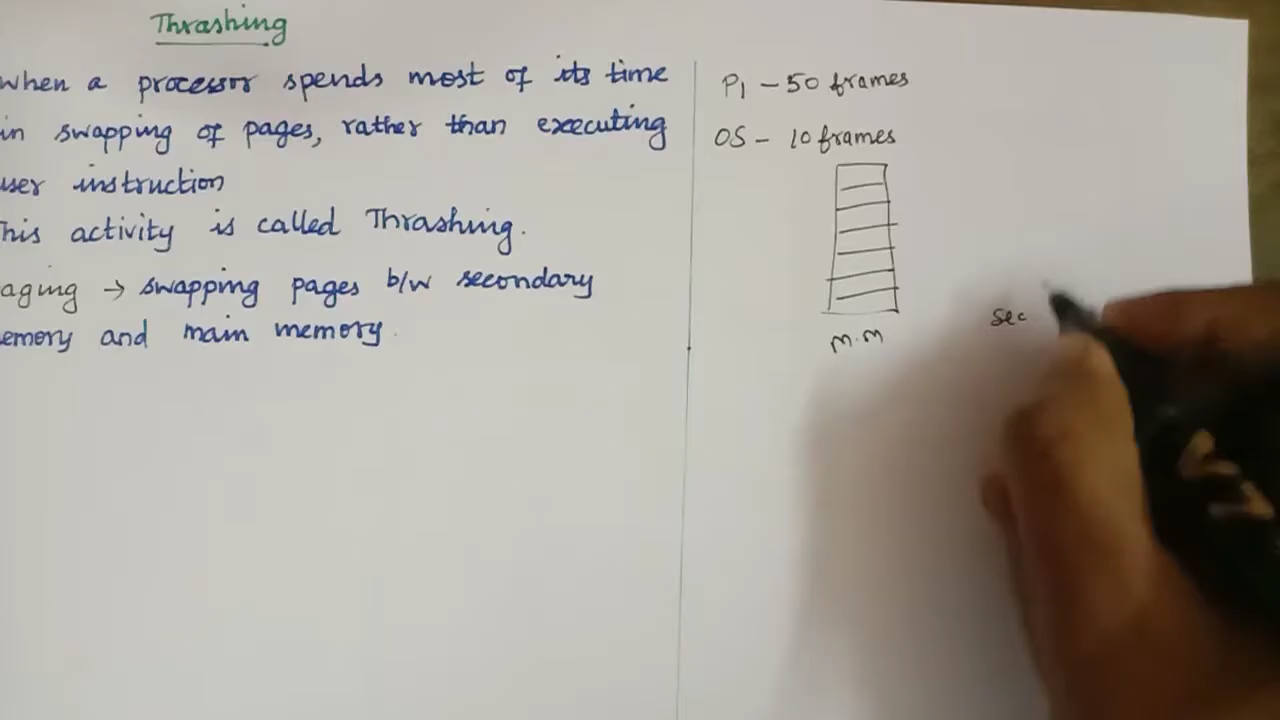 Thrashing
when a processor spends most of its time
in swapping of pages, rather than executing
user instruction
This activity is called Thrashing.
aging → swapping pages b/w secondary
emory and main memory.
P1 - 50 frames
OS - 10 frames
M.M
sec